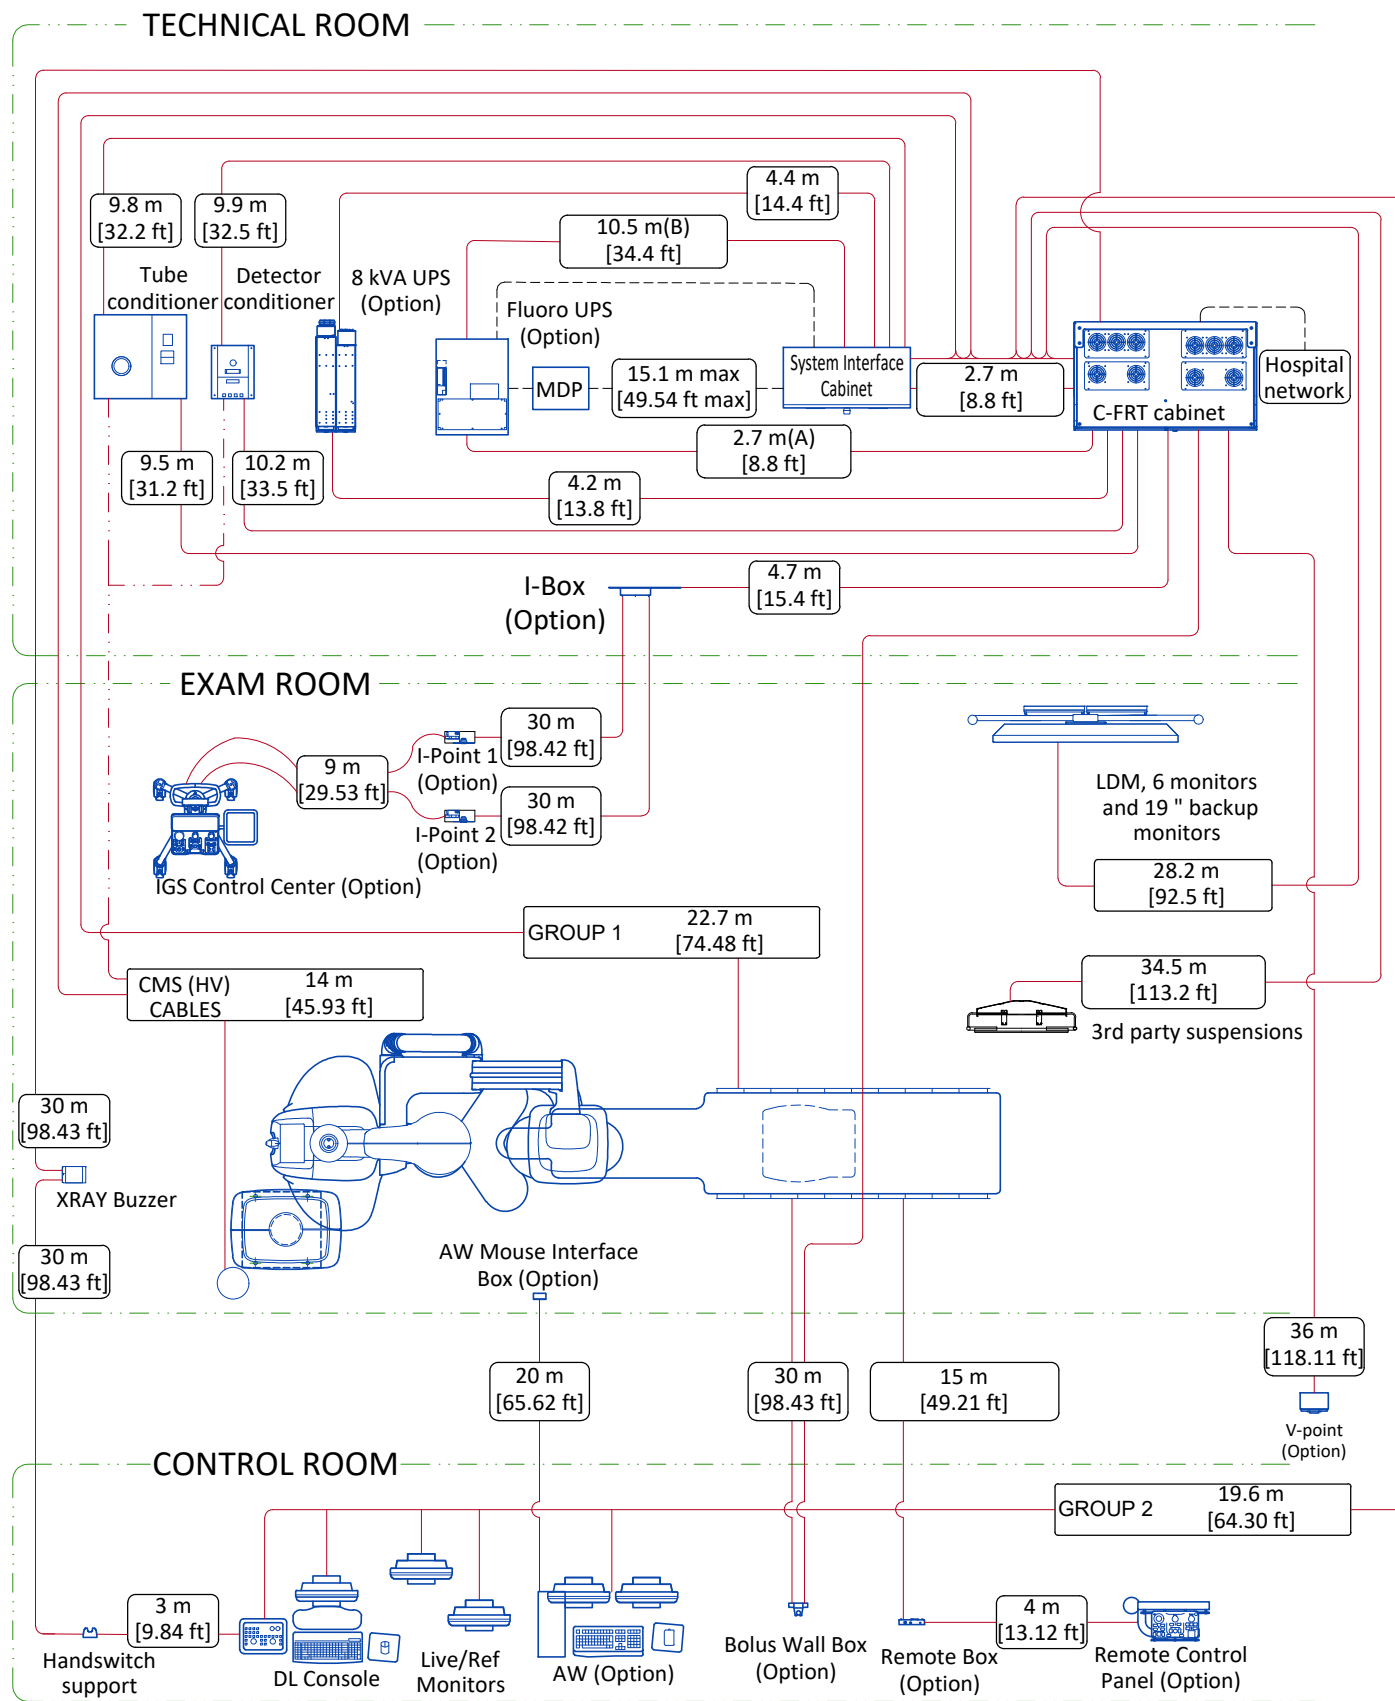 TECHNICAL ROOM
9.8 m
[32.2 ft]
9.9 m
[32.5 ft]
4.4 m
[14.4 ft]
10.5 m(B)
[34.4 ft]
Tube
conditioner
Detector
conditioner
8 kVA UPS
(Option)
Fluoro UPS
(Option)
MDP
15.1 m max
[49.54 ft max]
System Interface
Cabinet
2.7 m
[8.8 ft]
C-FRT cabinet
Hospital
network
2.7 m(A)
[8.8 ft]
9.5 m
[31.2 ft]
10.2 m
[33.5 ft]
4.2 m
[13.8 ft]
I-Box
(Option)
4.7 m
[15.4 ft]
EXAM ROOM
30 m
[98.42 ft]
I-Point 1
(Option)
9 m
[29.53 ft]
30 m
[98.42 ft]
I-Point 2
(Option)
IGS Control Center (Option)
LDM, 6 monitors
and 19 " backup
monitors
28.2 m
[92.5 ft]
GROUP 1
22.7 m
[74.48 ft]
CMS (HV)
CABLES
14 m
[45.93 ft]
34.5 m
[113.2 ft]
3rd party suspensions
30 m
[98.43 ft]
XRAY Buzzer
30 m
[98.43 ft]
AW Mouse Interface
Box (Option)
20 m
[65.62 ft]
30 m
[98.43 ft]
15 m
[49.21 ft]
36 m
[118.11 ft]
V-point
(Option)
CONTROL ROOM
GROUP 2
19.6 m
[64.30 ft]
3 m
[9.84 ft]
Handswitch
support
DL Console
Live/Ref
Monitors
AW (Option)
Bolus Wall Box
(Option)
Remote Box
(Option)
4 m
[13.12 ft]
Remote Control
Panel (Option)